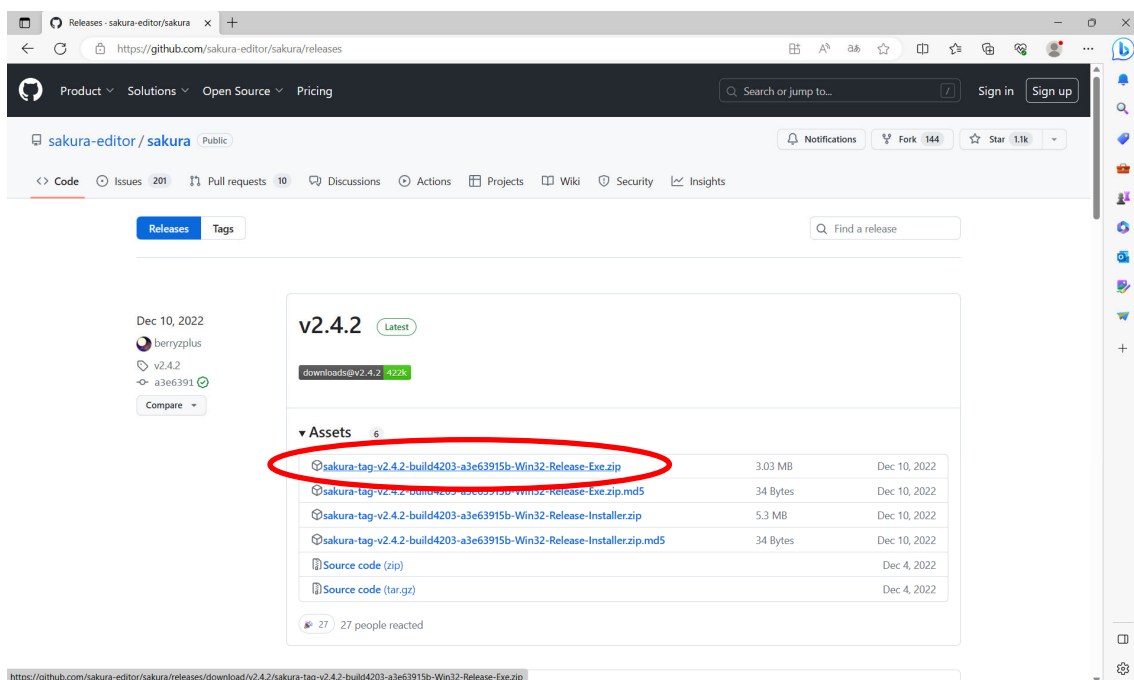 Releases · sakura-editor/sakura
https://github.com/sakura-editor/sakura/releases
Product Solutions Open Source Pricing Search or jump to... / Sign in Sign up
sakura-editor / sakura Public Notifications Fork 144 Star 1.1k
Code Issues 201 Pull requests 10 Discussions Actions Projects Wiki Security Insights
Releases Tags Find a release
Dec 10, 2022
berryzplus
v2.4.2
a3e6391
Compare
v2.4.2 Latest
downloads@v2.4.2 422k
Assets 6
sakura-tag-v2.4.2-build4203-a3e63915b-Win32-Release-Exe.zip 3.03 MB Dec 10, 2022
sakura-tag-v2.4.2-build4203-a3e63915b-Win32-Release-Exe.zip.md5 34 Bytes Dec 10, 2022
sakura-tag-v2.4.2-build4203-a3e63915b-Win32-Release-Installer.zip 5.3 MB Dec 10, 2022
sakura-tag-v2.4.2-build4203-a3e63915b-Win32-Release-Installer.zip.md5 34 Bytes Dec 10, 2022
Source code (zip) Dec 4, 2022
Source code (tar.gz) Dec 4, 2022
27 27 people reacted
https://github.com/sakura-editor/sakura/releases/download/v2.4.2/sakura-tag-v2.4.2-build4203-a3e63915b-Win32-Release-Exe.zip